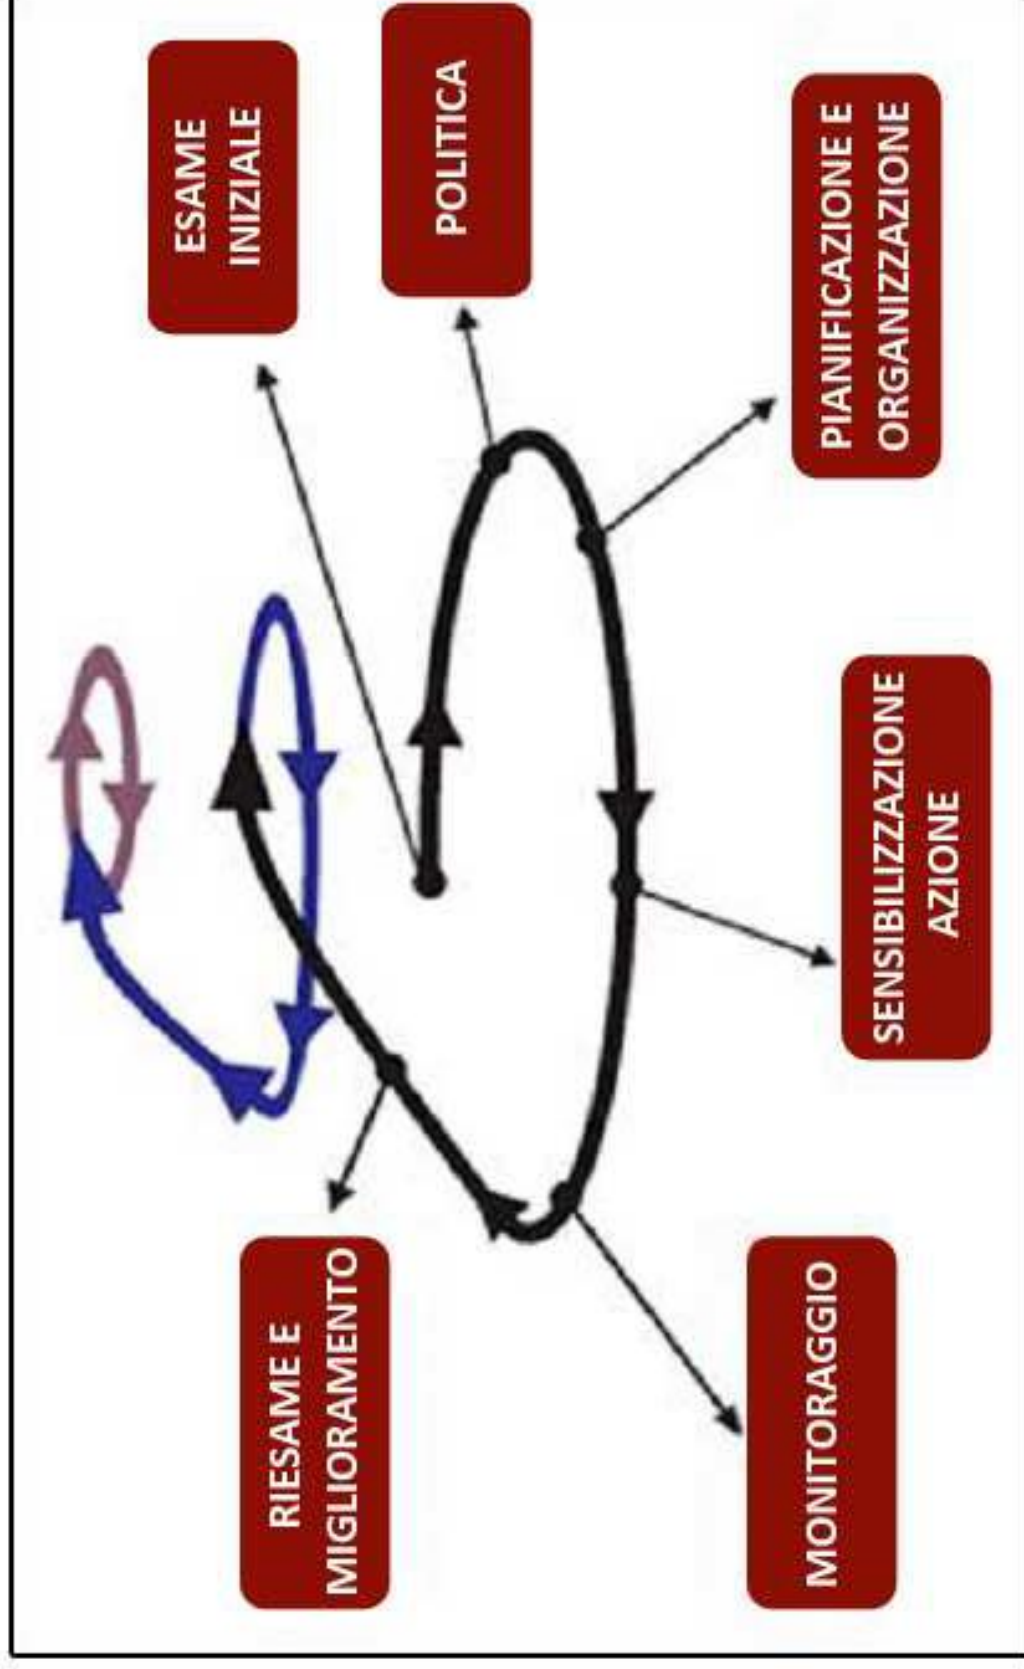 ESAME
INIZIALE
POLITICA
PIANIFICAZIONE E
ORGANIZZAZIONE
SENSIBILIZZAZIONE
AZIONE
MONITORAGGIO
RIESAME E
MIGLIORAMENTO